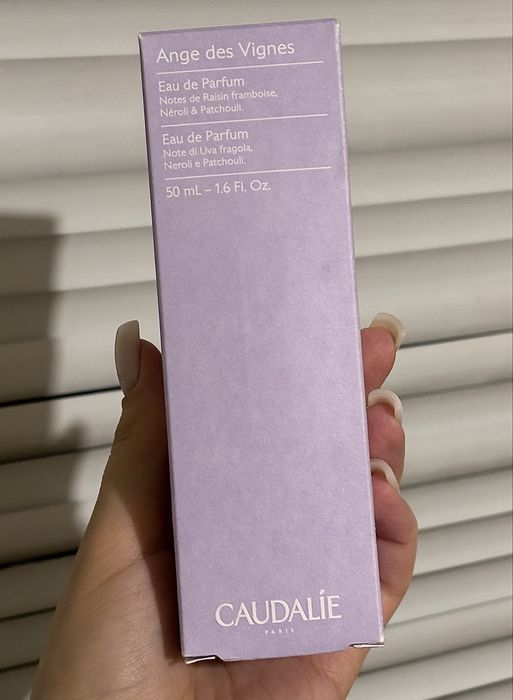 Ange des Vignes
Eau de Parfum
Notes de Raisin framboise,
Néroli & Patchouli.
Eau de Parfum
Note di Uva fragola,
Neroli e Patchouli.
50 mL – 1.6 Fl. Oz.
CAUDALÍE
PARIS